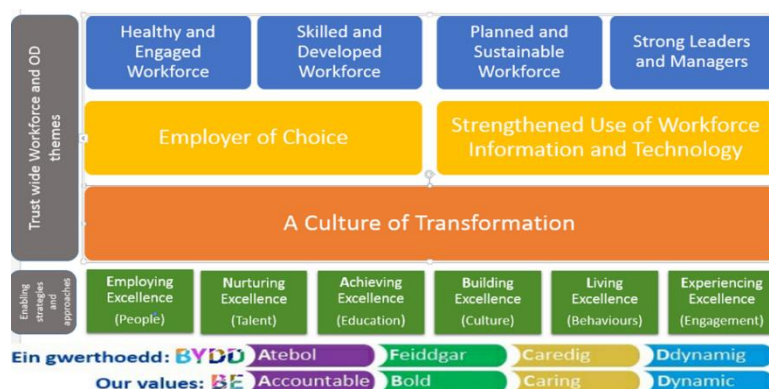 Trust wide Workforce and OD
themes
Healthy and
Engaged
Workforce
Skilled and
Developed
Workforce
Planned and
Sustainable
Workforce
Strong Leaders
and Managers
Employer of Choice
Strengthened Use of Workforce
Information and Technology
A Culture of Transformation
Enabling
strategies
and
approaches
Employing
Excellence
(People)
Nurturing
Excellence
(Talent)
Achieving
Excellence
(Education)
Building
Excellence
(Culture)
Living
Excellence
(Behaviours)
Experiencing
Excellence
(Engagement)
Ein gwerthoedd: BYDD Atebol Feiddgar Caredig Ddynamig
Our values: BE Accountable Bold Caring Dynamic